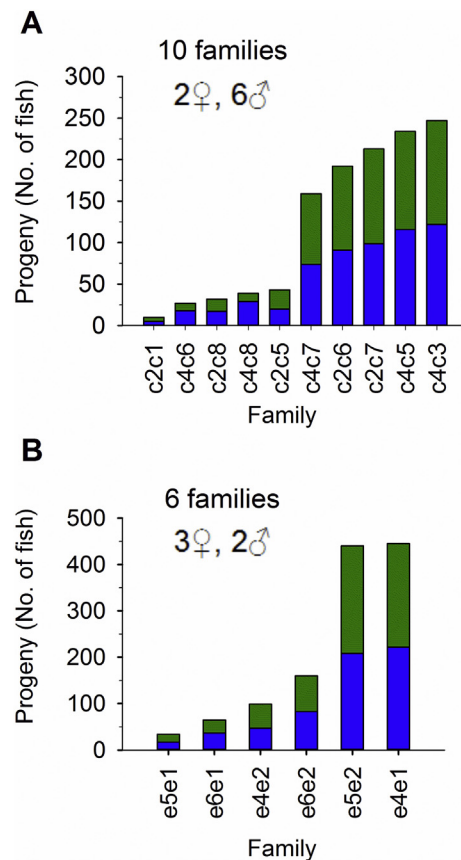 A
10 families
2♀, 6♂
Progeny (No. of fish)
300
250
200
150
100
50
0
c2c1
c4c6
c2c8
c4c8
c2c5
c4c7
c2c6
c2c7
c4c5
c4c3
Family
B
6 families
3♀, 2♂
Progeny (No. of fish)
500
400
300
200
100
0
e5e1
e6e1
e4e2
e6e2
e5e2
e4e1
Family